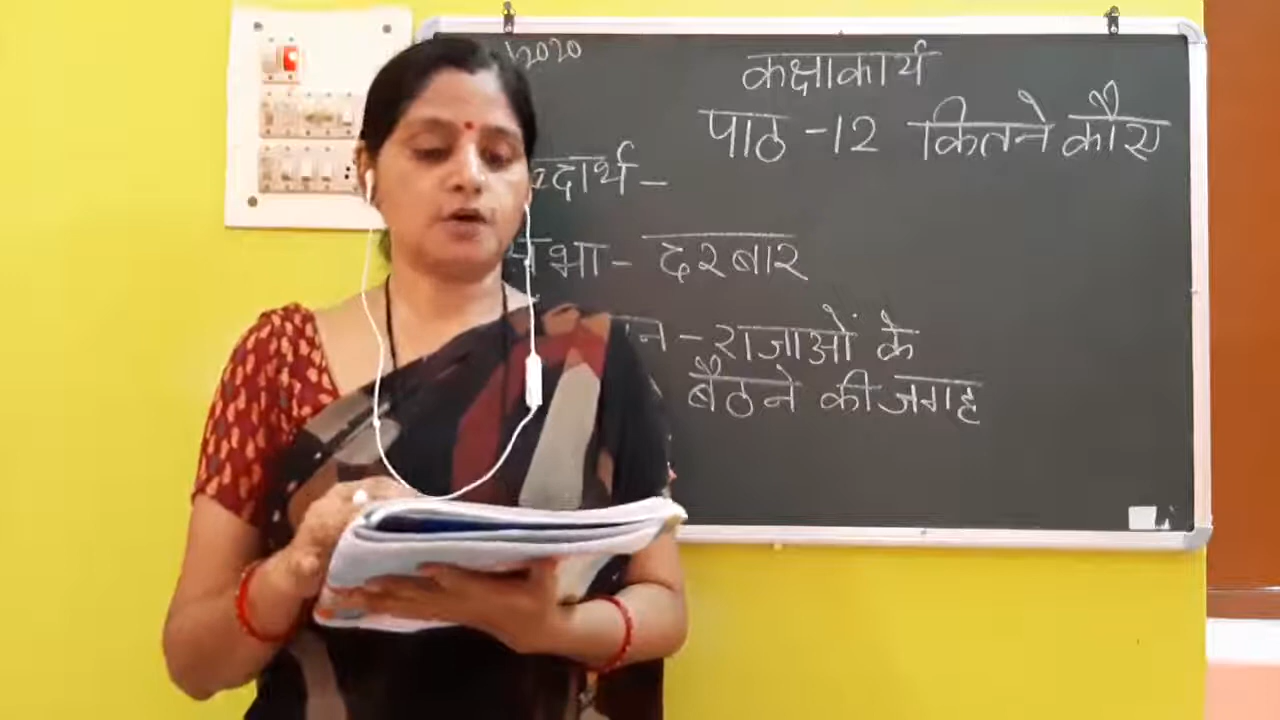 2020
कक्षाकार्य
पाठ -12 कितने कौए
ब्दार्थ-
भा- दरबार
न - राजाओं के
बैठने की जगह